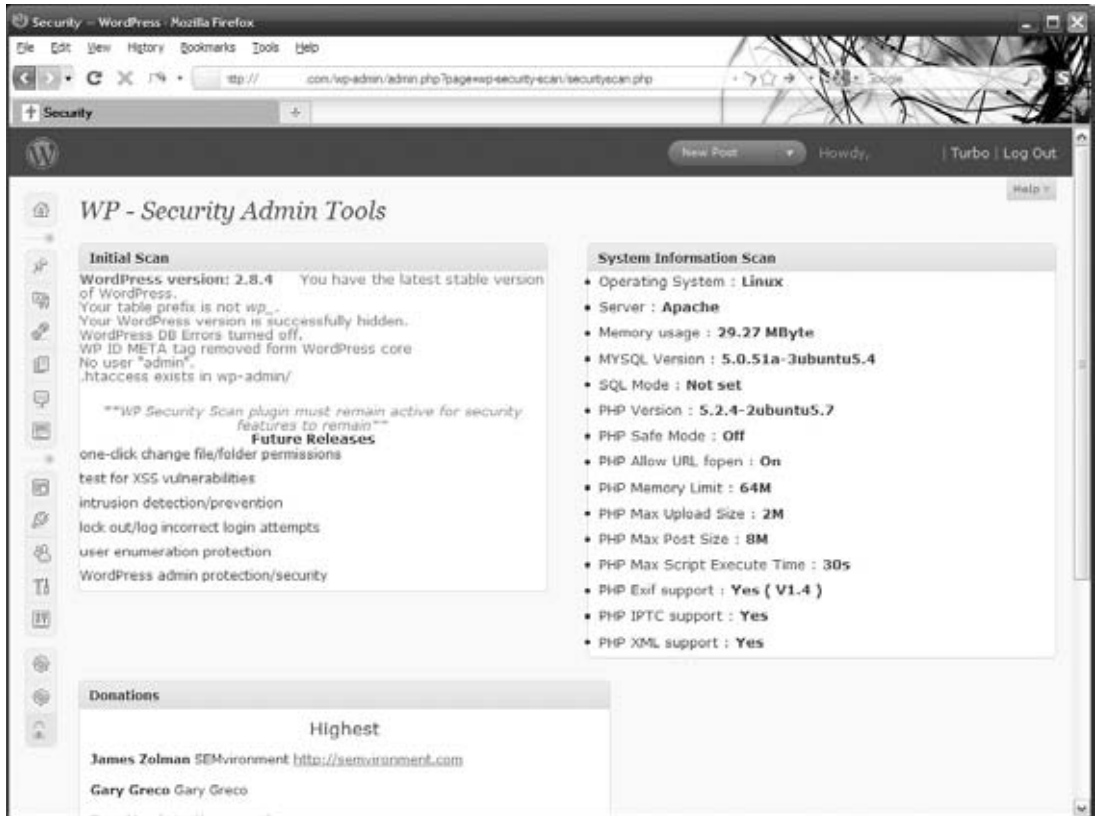 Security — WordPress - Mozilla Firefox
File Edit View History Bookmarks Tools Help
ttp:// .com/wp-admin/admin.php?page=wp-security-scan/securityscan.php
Google
Security
New Post
Howdy, | Turbo | Log Out
Help
WP - Security Admin Tools
Initial Scan
WordPress version: 2.8.4 You have the latest stable version
of WordPress.
Your table prefix is not wp_.
Your WordPress version is successfully hidden.
WordPress DB Errors turned off.
WP ID META tag removed form WordPress core
No user "admin".
.htaccess exists in wp-admin/
**WP Security Scan plugin must remain active for security
features to remain**
Future Releases
one-click change file/folder permissions
test for XSS vulnerabilities
intrusion detection/prevention
lock out/log incorrect login attempts
user enumeration protection
WordPress admin protection/security
System Information Scan
Operating System : Linux
Server : Apache
Memory usage : 29.27 MByte
MYSQL Version : 5.0.51a-3ubuntu5.4
SQL Mode : Not set
PHP Version : 5.2.4-2ubuntu5.7
PHP Safe Mode : Off
PHP Allow URL fopen : On
PHP Memory Limit : 64M
PHP Max Upload Size : 2M
PHP Max Post Size : 8M
PHP Max Script Execute Time : 30s
PHP Exif support : Yes ( V1.4 )
PHP IPTC support : Yes
PHP XML support : Yes
Donations
Highest
James Zolman SEMvironment http://semvironment.com
Gary Greco Gary Greco